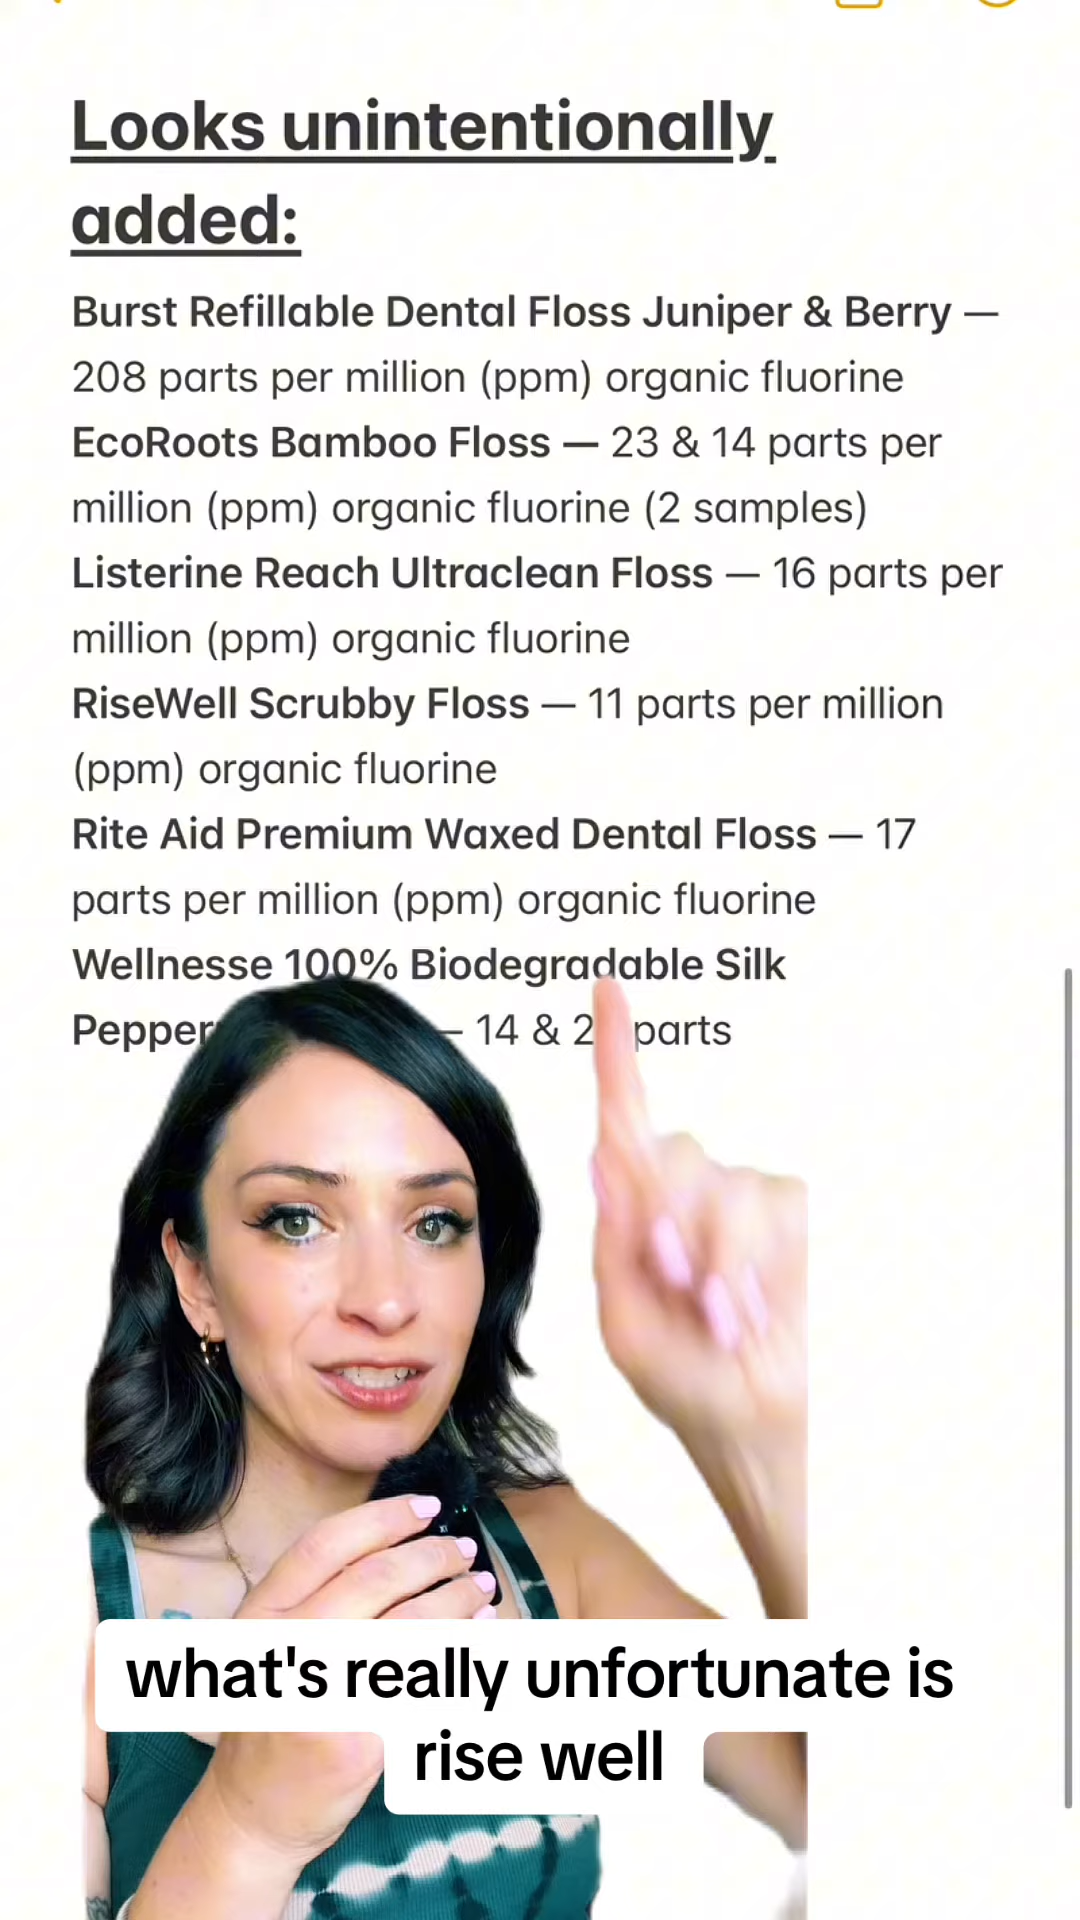 Looks unintentionally
added:
Burst Refillable Dental Floss Juniper & Berry —
208 parts per million (ppm) organic fluorine
EcoRoots Bamboo Floss — 23 & 14 parts per
million (ppm) organic fluorine (2 samples)
Listerine Reach Ultraclean Floss — 16 parts per
million (ppm) organic fluorine
RiseWell Scrubby Floss — 11 parts per million
(ppm) organic fluorine
Rite Aid Premium Waxed Dental Floss — 17
parts per million (ppm) organic fluorine
Wellnesse 100% Biodegradable Silk
— 14 & parts
what's really unfortunate is
rise well